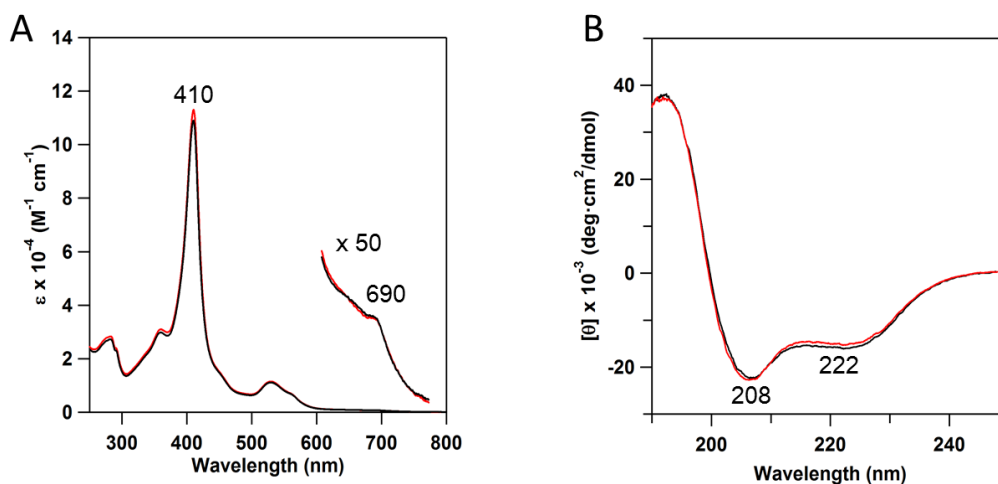 A
14
12
10
8
6
4
2
0
ε x 10⁻⁴ (M⁻¹ cm⁻¹)
410
x 50
690
300 400 500 600 700 800
Wavelength (nm)
B
40
20
0
-20
[θ] x 10⁻³ (deg·cm²/dmol)
208
222
200 220 240
Wavelength (nm)